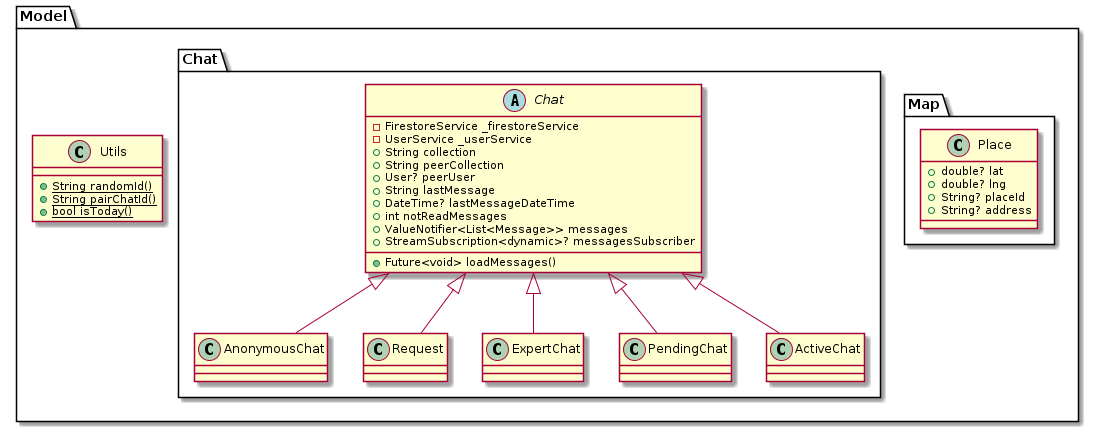 Model
Chat
A Chat
FirestoreService _firestoreService
UserService _userService
String collection
String peerCollection
User? peerUser
String lastMessage
DateTime? lastMessageDateTime
int notReadMessages
ValueNotifier<List<Message>> messages
StreamSubscription<dynamic>? messagesSubscriber
Future<void> loadMessages()
C Utils
String randomId()
String pairChatId()
bool isToday()
Map
C Place
double? lat
double? lng
String? placeId
String? address
C AnonymousChat
C Request
C ExpertChat
C PendingChat
C ActiveChat